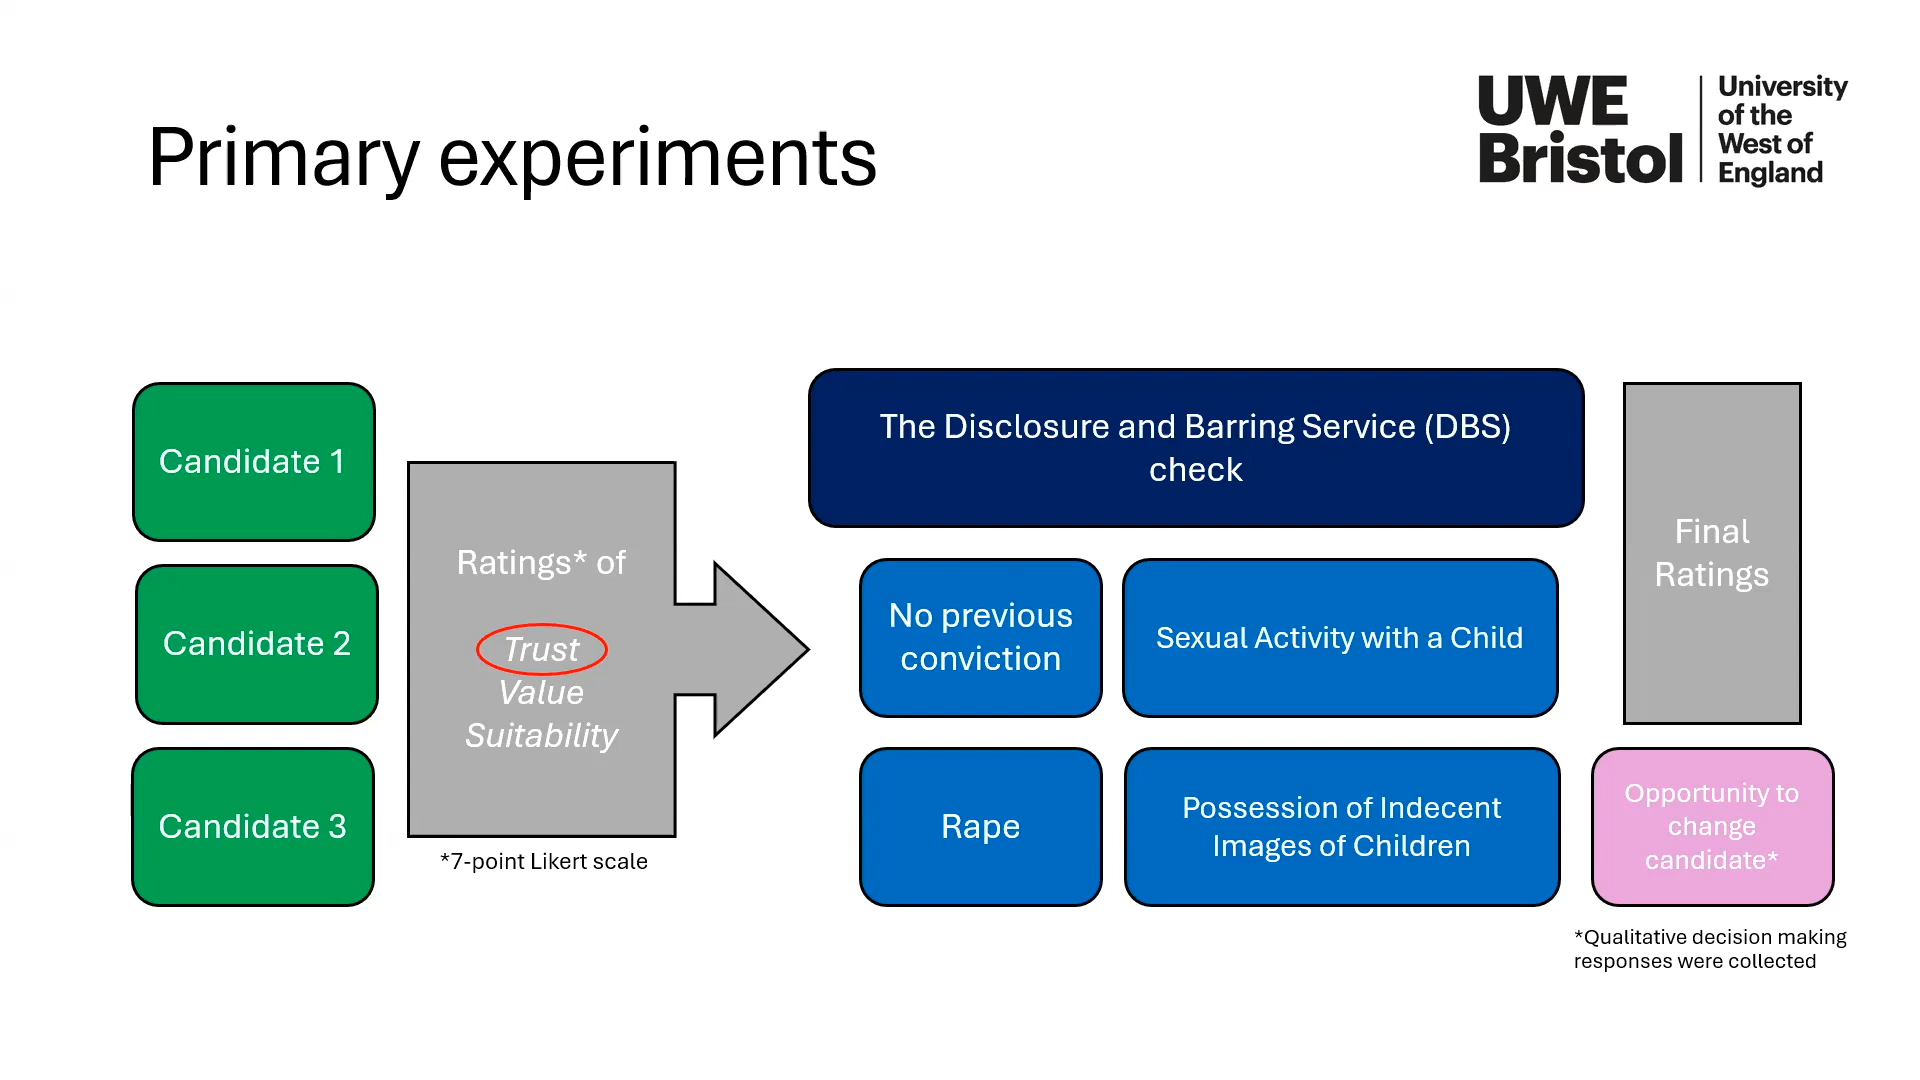 Primary experiments
UWE
Bristol
University
of the
West of
England
Candidate 1
Candidate 2
Candidate 3
Ratings* of
Trust
Value
Suitability
*7-point Likert scale
The Disclosure and Barring Service (DBS)
check
No previous
conviction
Sexual Activity with a Child
Rape
Possession of Indecent
Images of Children
Final
Ratings
Opportunity to
change
candidate*
*Qualitative decision making
responses were collected